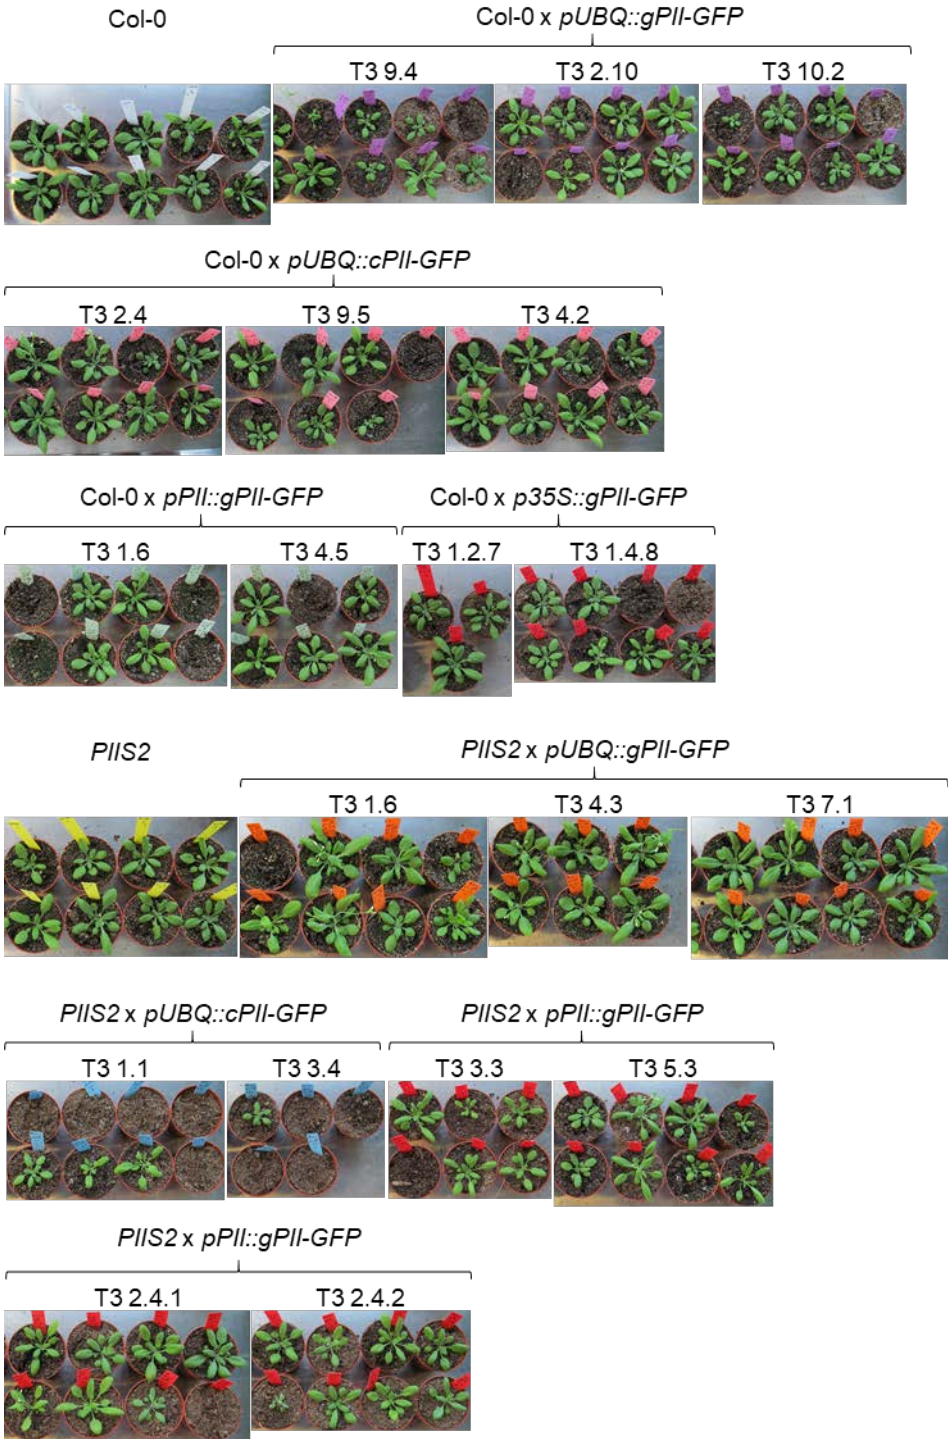 Col-0
Col-0 x pUBQ::gPII-GFP
T3 9.4
T3 2.10
T3 10.2
Col-0 x pUBQ::cPII-GFP
T3 2.4
T3 9.5
T3 4.2
Col-0 x pPII::gPII-GFP
Col-0 x p35S::gPII-GFP
T3 1.6
T3 4.5
T3 1.2.7
T3 1.4.8
PIIS2
PIIS2 x pUBQ::gPII-GFP
T3 1.6
T3 4.3
T3 7.1
PIIS2 x pUBQ::cPII-GFP
PIIS2 x pPII::gPII-GFP
T3 1.1
T3 3.4
T3 3.3
T3 5.3
PIIS2 x pPII::gPII-GFP
T3 2.4.1
T3 2.4.2